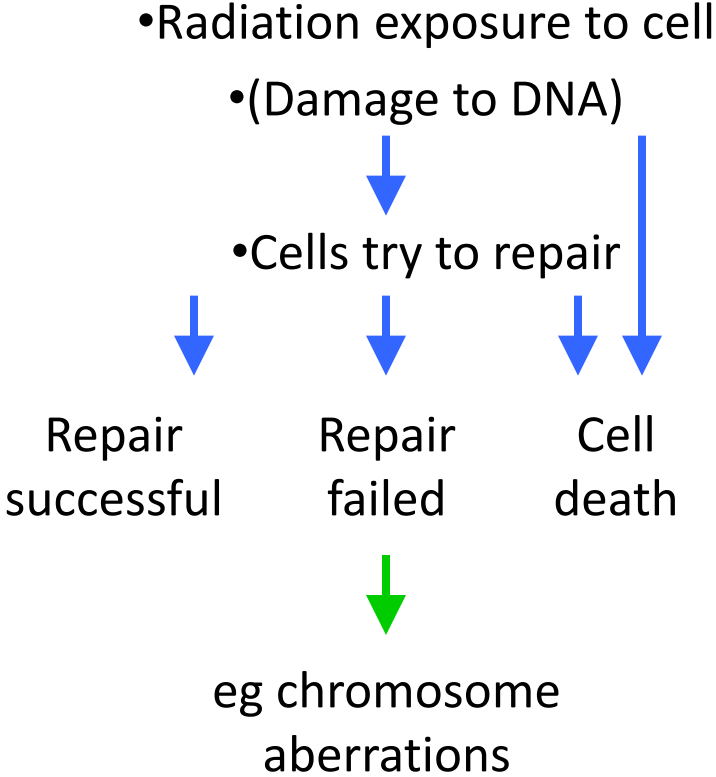 •Radiation exposure to cell
•(Damage to DNA)
•Cells try to repair
Repair
successful
Repair
failed
Cell
death
eg chromosome
aberrations